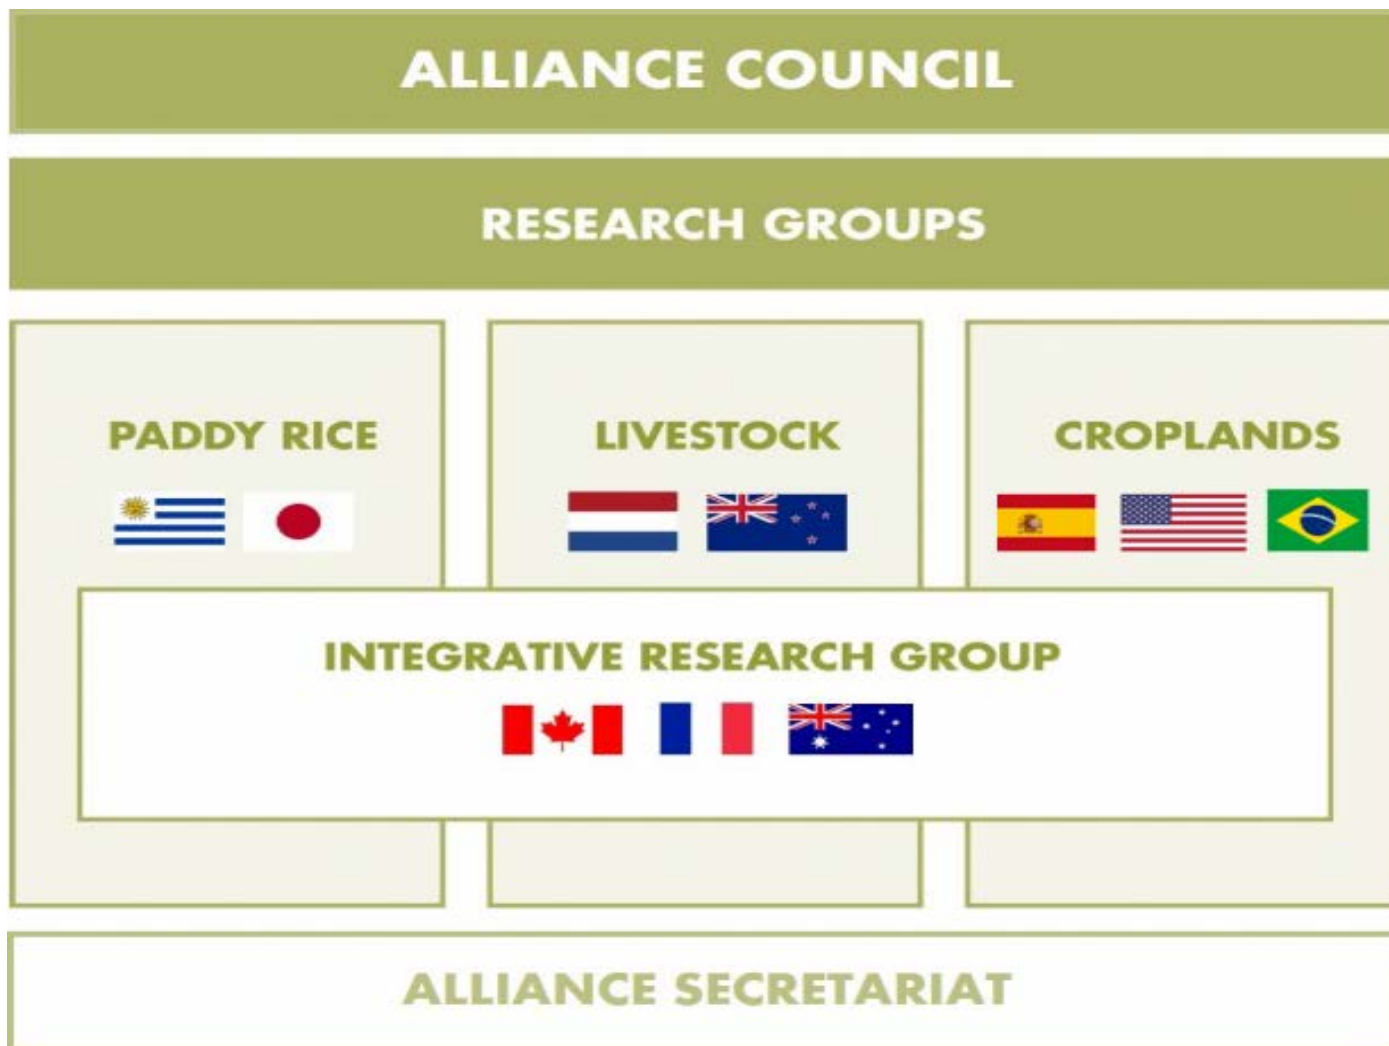 ALLIANCE COUNCIL
RESEARCH GROUPS
PADDY RICE
LIVESTOCK
CROPLANDS
INTEGRATIVE RESEARCH GROUP
ALLIANCE SECRETARIAT